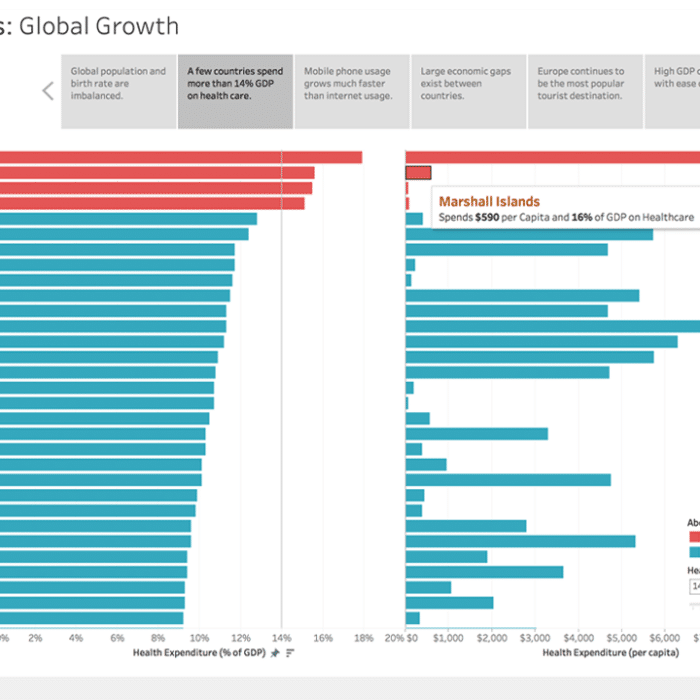 s: Global Growth
Global population and
birth rate are
imbalanced.
A few countries spend
more than 14% GDP
on health care.
Mobile phone usage
grows much faster
than internet usage.
Large economic gaps
exist between
countries.
Europe continues to
be the most popular
tourist destination.
High GDP
with ease
Marshall Islands
Spends $590 per Capita and 16% of GDP on Healthcare
Abo
Hea
14
0% 2% 4% 6% 8% 10% 12% 14% 16% 18% 20%
$0 $1,000 $2,000 $3,000 $4,000 $5,000 $6,000 $
Health Expenditure (% of GDP)
Health Expenditure (per capita)